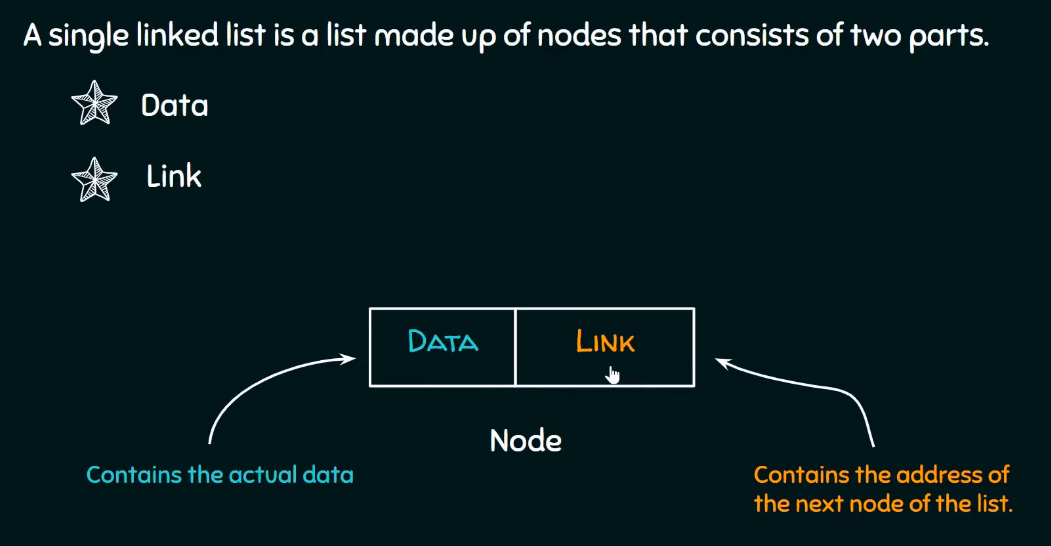 A single linked list is a list made up of nodes that consists of two parts.
Data
Link
DATA
LINK
Node
Contains the actual data
Contains the address of
the next node of the list.